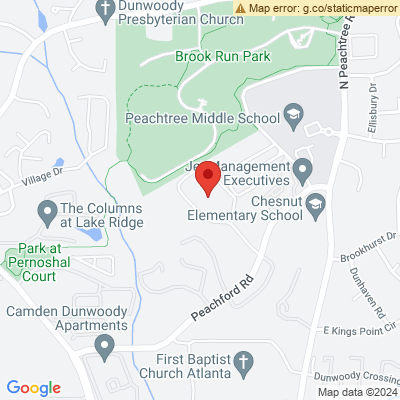 Map error: g.co/staticmaperror
Dunwoody
Presbyterian Church
Brook Run Park
N Peachtree R
Ellisbury Dr
Peachtree Middle School
Village Dr
Management
Executives
Chesnut
Elementary School
The Columns
at Lake Ridge
Park at
Pernoshal
Court
Brookhurst Dr
Dunhaven Rd
Peachford Rd
Camden Dunwoody
Apartments
E Kings Point Cir
First Baptist
Church Atlanta
Dunwoody Crossing
Google
Map data ©2024